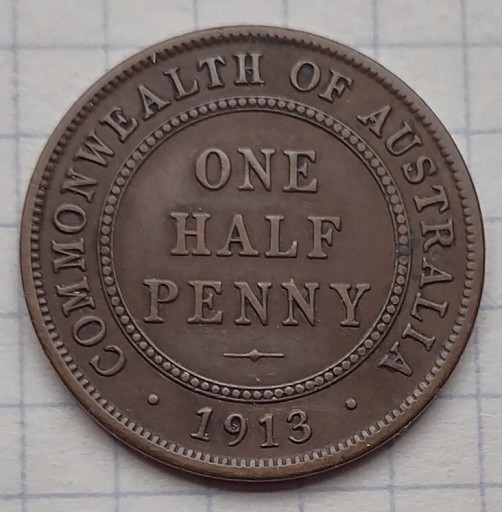 COMMONWEALTH OF AUSTRALIA
ONE
HALF
PENNY
1913